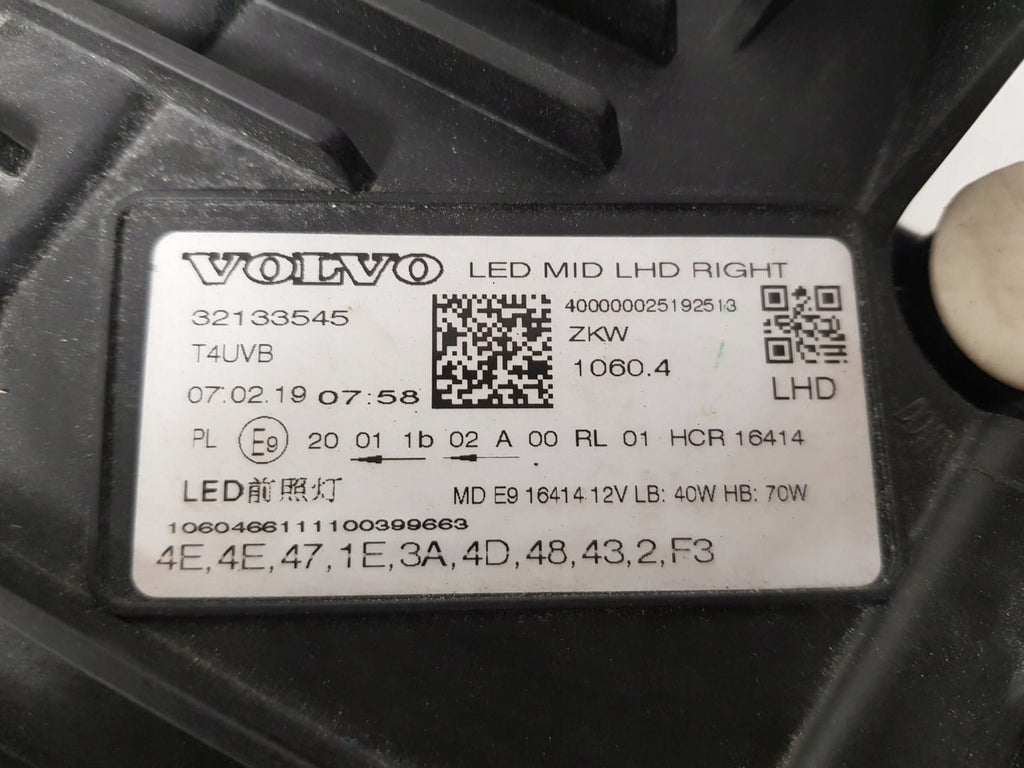 VOLVO LED MID LHD RIGHT
32133545
400000025192513
T4UVB
ZKW
07.02.19 07:58
1060.4
LHD
PL E9 20 01 1b 02 A 00 RL 01 HCR 16414
LED前照灯 MD E9 16414 12V LB: 40W HB: 70W
1060466111100399663
4E,4E,47,1E,3A,4D,48,43,2,F3